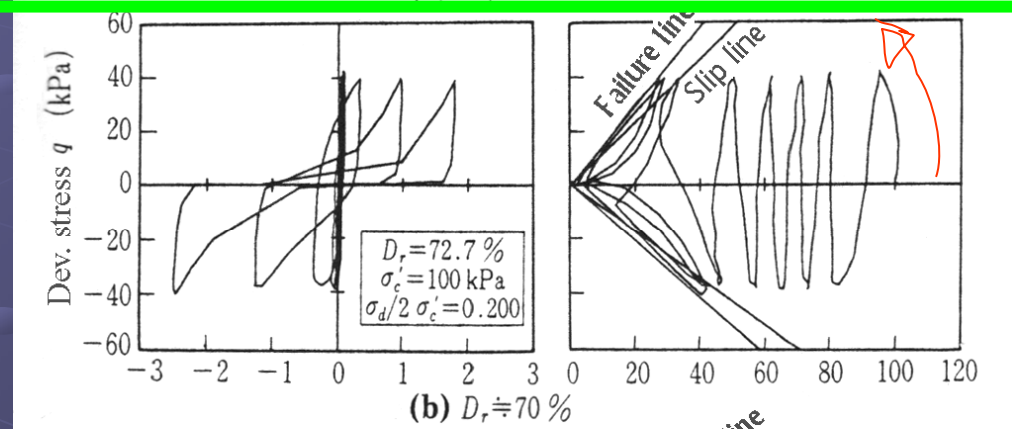 Dev. stress q (kPa)
60
40
20
0
−20
−40
−60
−3 −2 −1 0 1 2 3
D_r=72.7 %
σ_c′=100 kPa
σ_d/2 σ_c′=0.200
Failure line
Slip line
0 20 40 60 80 100 120
(b) D_r≒70 %
ine